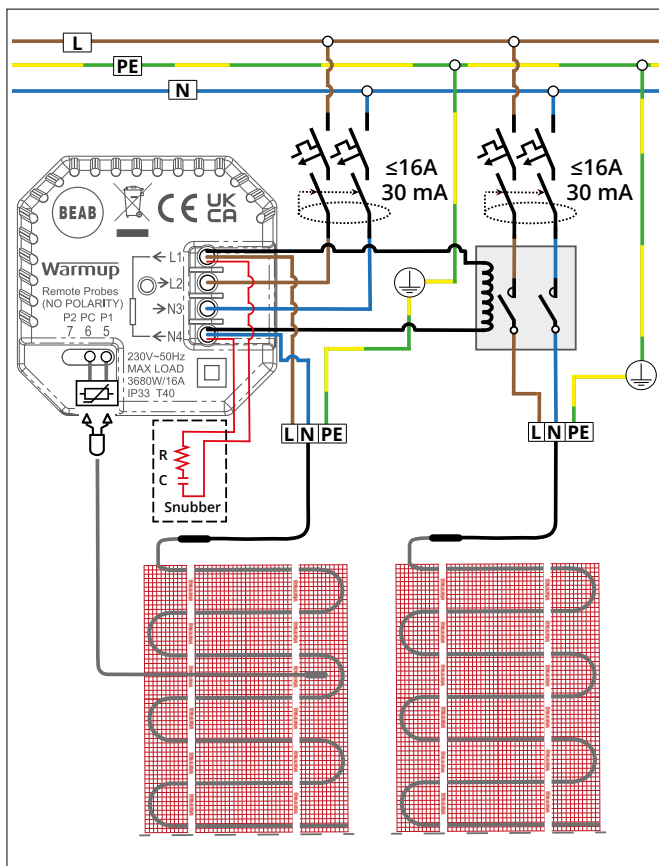 L
PE
N
≤16A
30 mA
≤16A
30 mA
BEAB
CE UK
CA
Warmup
Remote Probes
(NO POLARITY)
P2 PC P1
7 6 5
L1
L2
N3
N4
230V~50Hz
MAX LOAD
3680W/16A
IP33 T40
L N PE
L N PE
R
C
Snubber